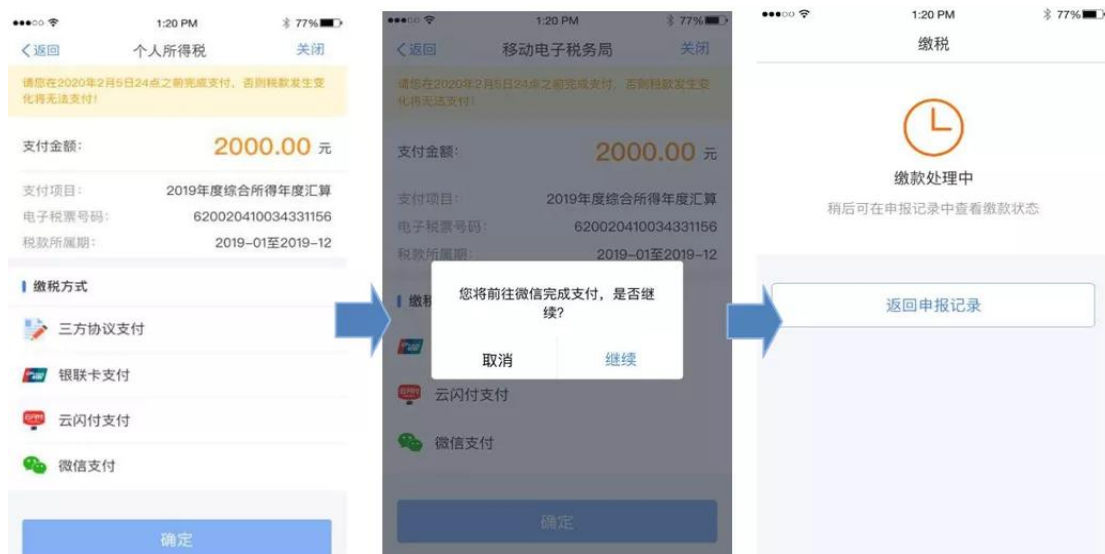 1:20 PM
77%
返回
个人所得税
关闭
请您在2020年2月5日24点之前完成支付，否则税款发生变
化将无法支付！
支付金额：
2000.00 元
支付项目：
2019年度综合所得年度汇算
电子税票号码：
620020410034331156
税款所属期：
2019-01至2019-12
缴税方式
三方协议支付
银联卡支付
云闪付支付
微信支付
确定
1:20 PM
77%
返回
移动电子税务局
关闭
请您在2020年2月5日24点之前完成支付，否则税款发生变
化将无法支付！
支付金额：
2000.00 元
支付项目：
2019年度综合所得年度汇算
电子税票号码：
620020410034331156
税款所属期：
2019-01至2019-12
缴税
您将前往微信完成支付，是否继
续？
取消
继续
云闪付支付
微信支付
确定
1:20 PM
77%
缴税
缴款处理中
稍后可在申报记录中查看缴款状态
返回申报记录